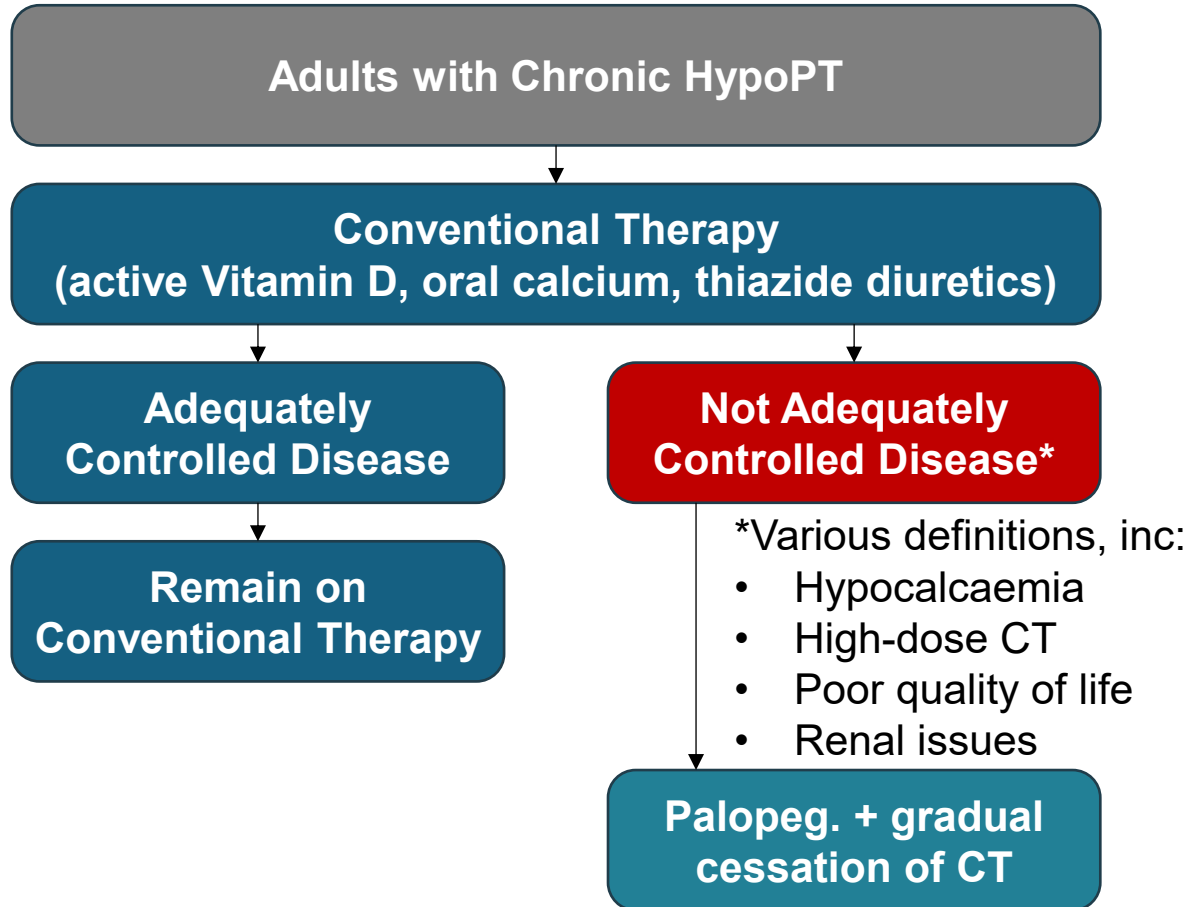 Adults with Chronic HypoPT
Conventional Therapy
(active Vitamin D, oral calcium, thiazide diuretics)
Adequately
Controlled Disease
Not Adequately
Controlled Disease*
Remain on
Conventional Therapy
*Various definitions, inc:
• Hypocalcaemia
• High-dose CT
• Poor quality of life
• Renal issues
Palopeg. + gradual
cessation of CT